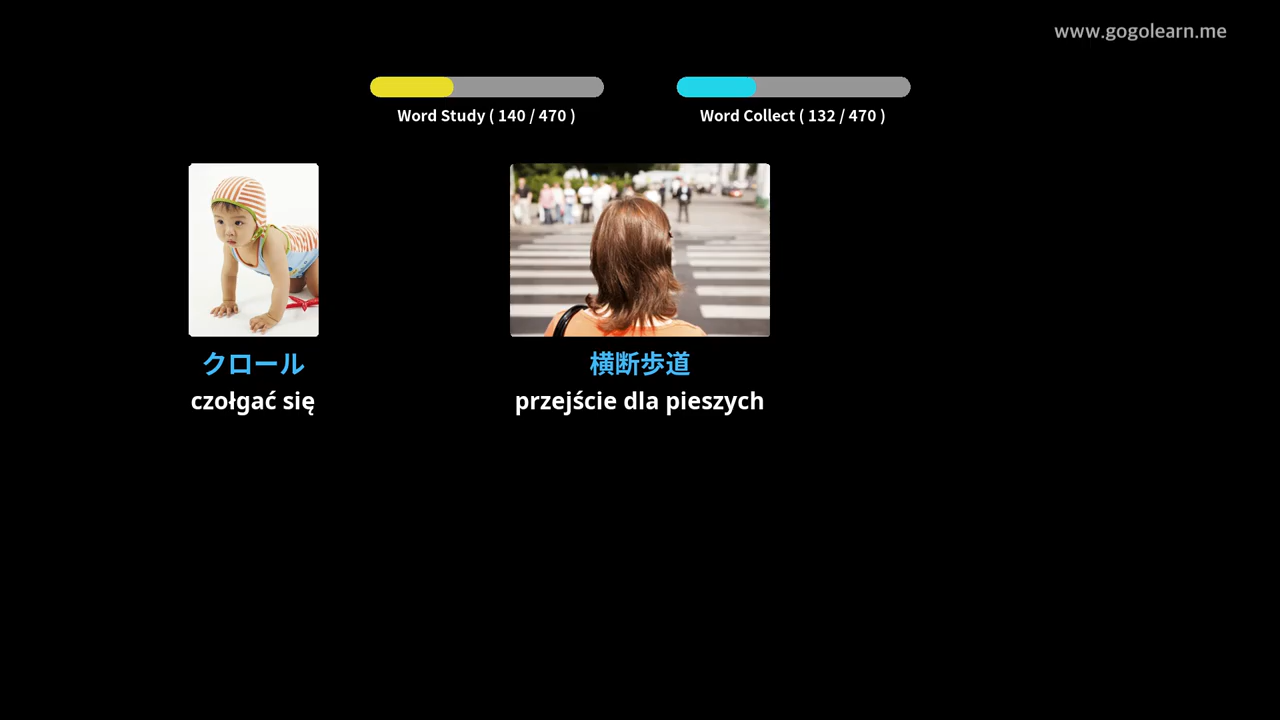 www.gogolearn.me
Word Study ( 140 / 470 )
Word Collect ( 132 / 470 )
クロール
czołgać się
横断歩道
przejście dla pieszych